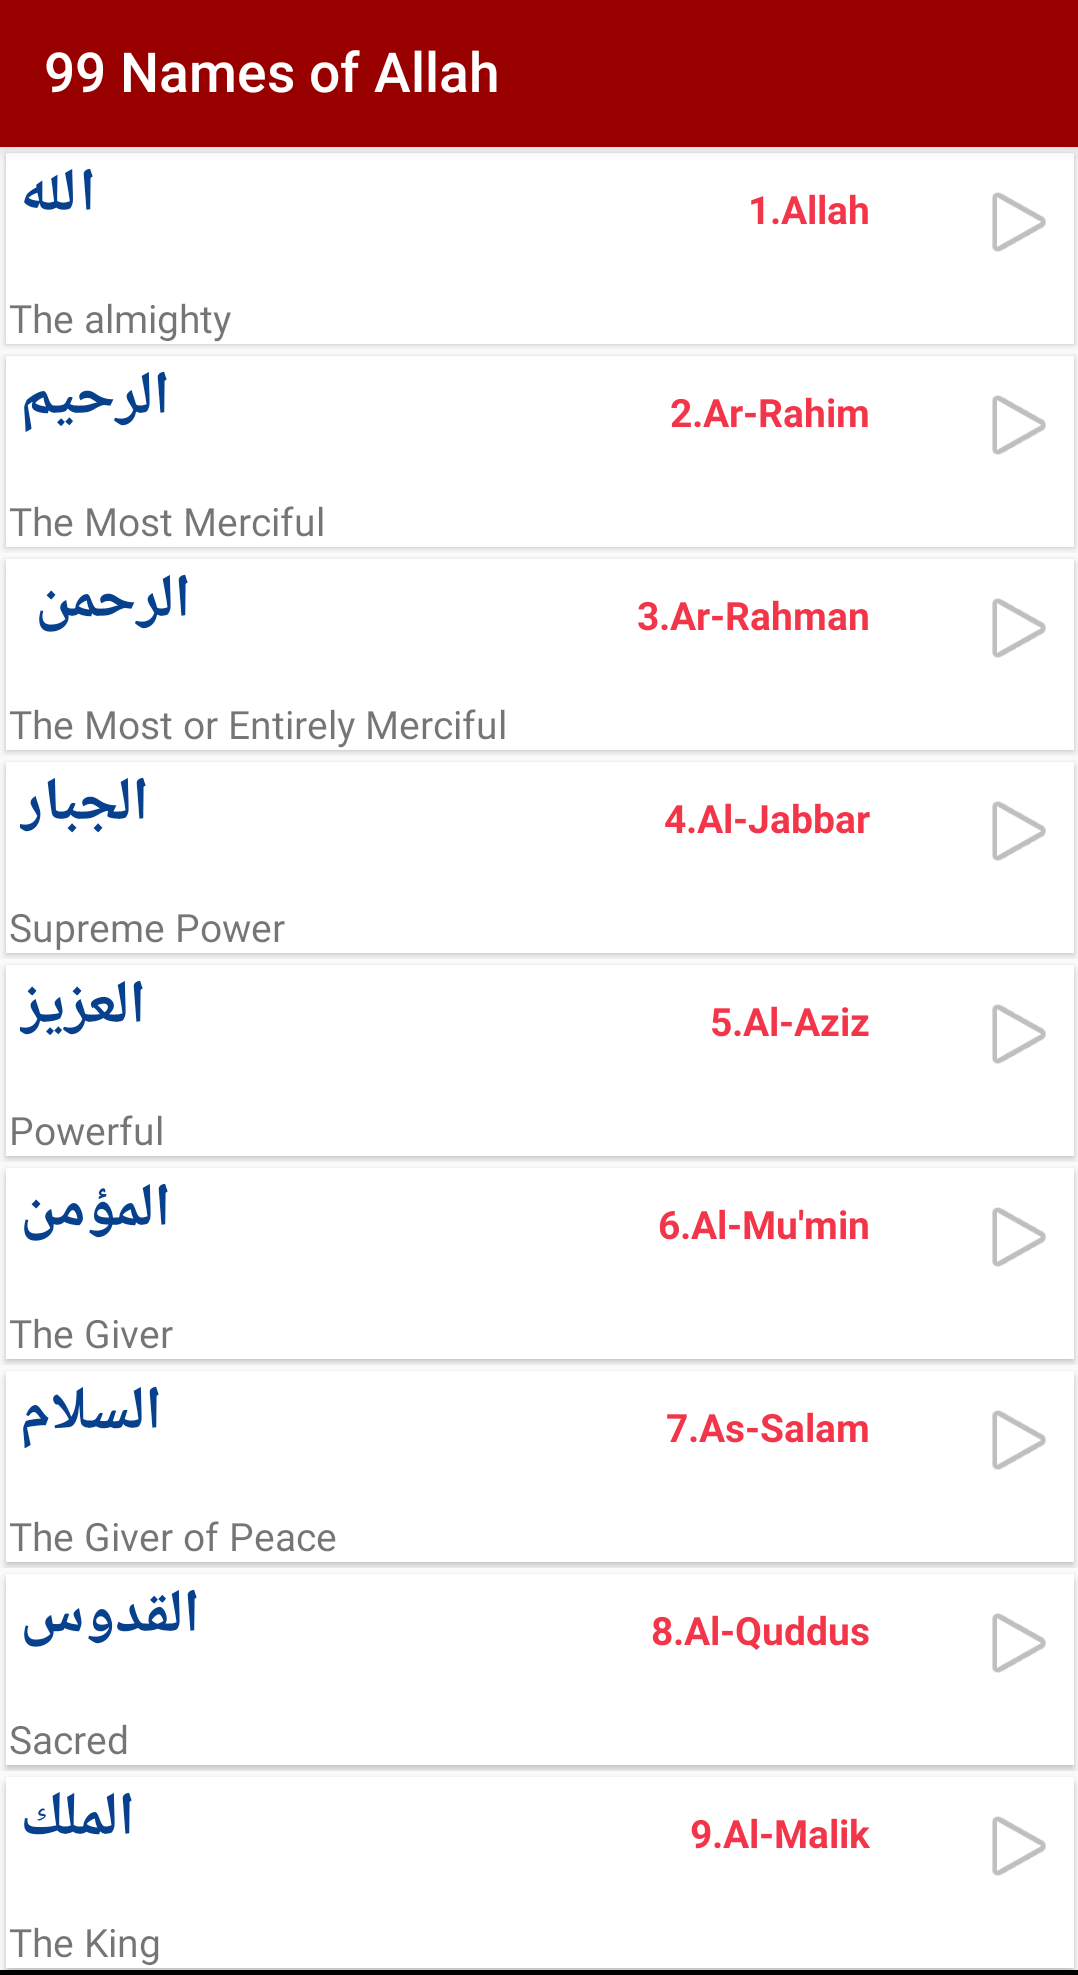 99 Names of Allah
الله
1.Allah
The almighty
الرحيم
2.Ar-Rahim
The Most Merciful
الرحمن
3.Ar-Rahman
The Most or Entirely Merciful
الجبار
4.Al-Jabbar
Supreme Power
العزيز
5.Al-Aziz
Powerful
المؤمن
6.Al-Mu'min
The Giver
السلام
7.As-Salam
The Giver of Peace
القدوس
8.Al-Quddus
Sacred
الملك
9.Al-Malik
The King